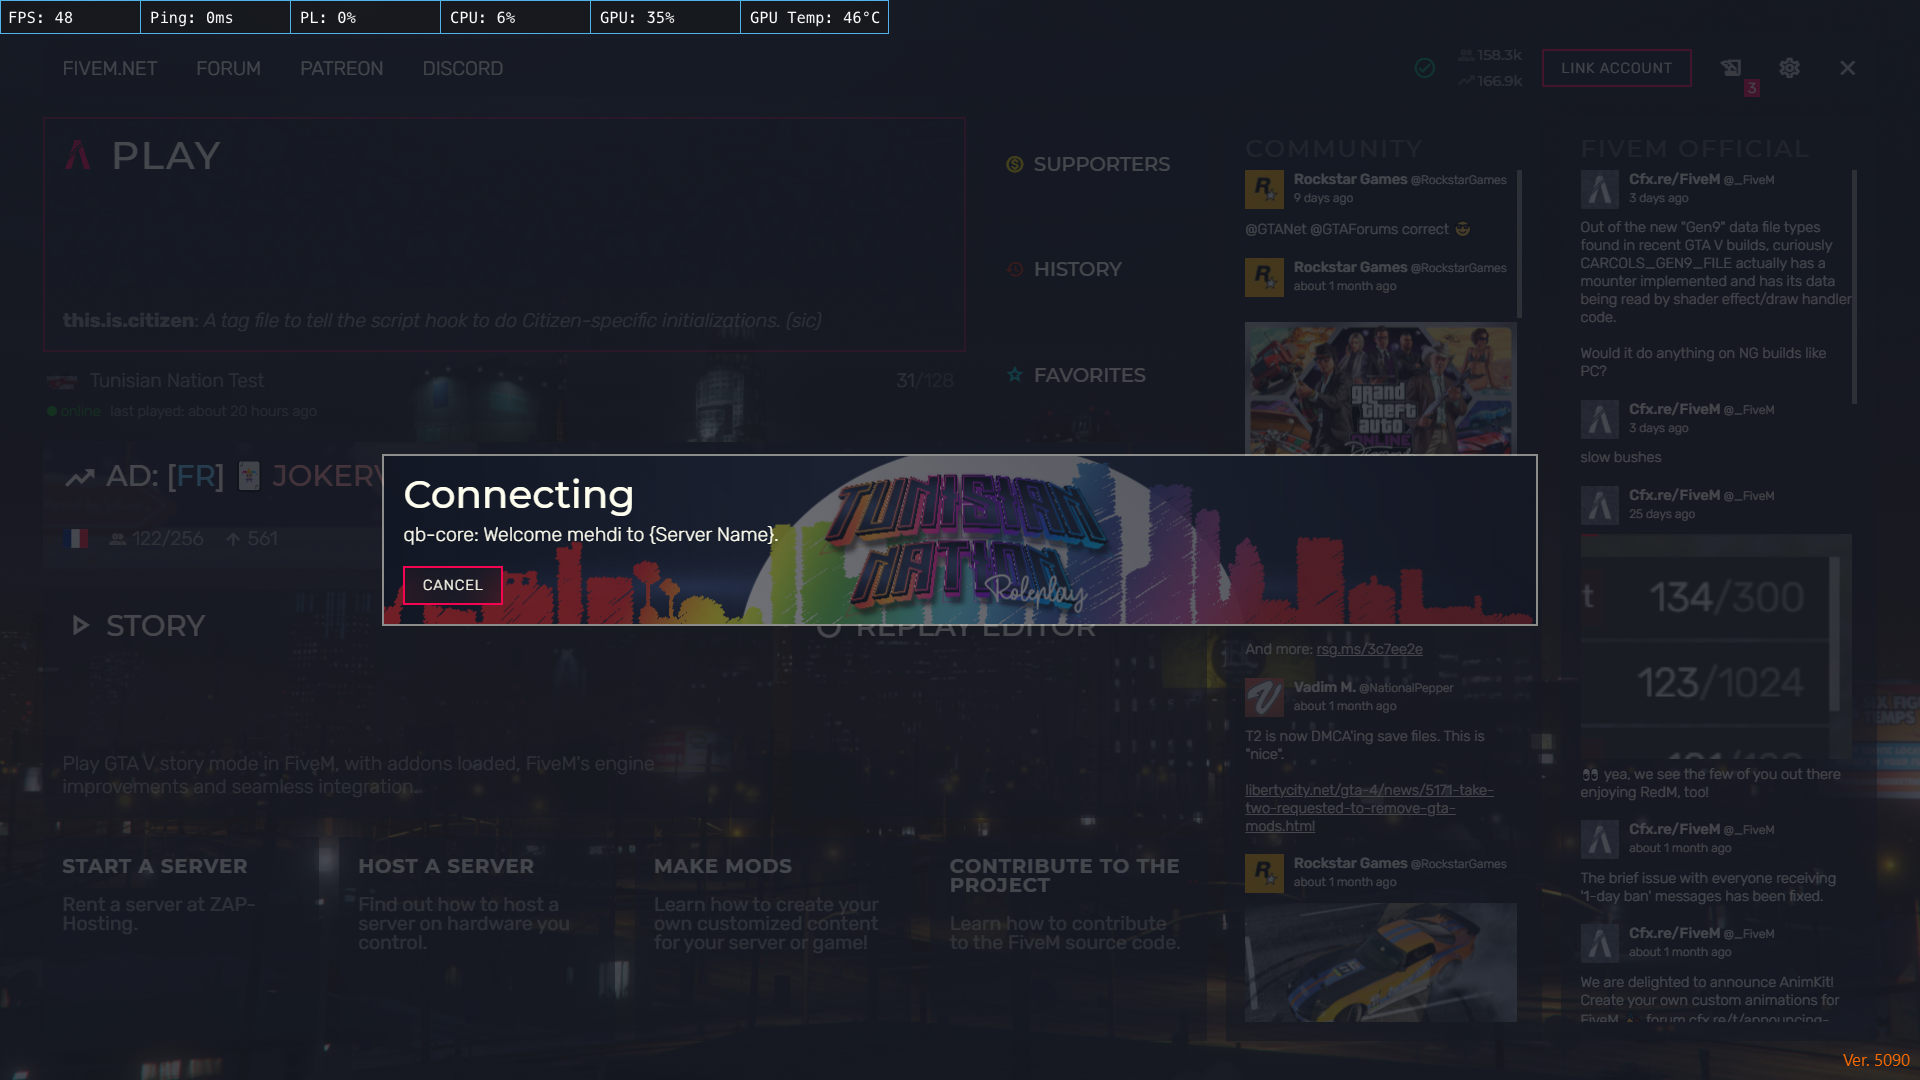 FPS: 48
Ping: 0ms
PL: 0%
CPU: 6%
GPU: 35%
GPU Temp: 46°C
FIVEM.NET
FORUM
PATREON
DISCORD
158.3k
166.9k
LINK ACCOUNT
3
PLAY
this.is.citizen: A tag file to tell the script hook to do Citizen-specific initializations. (sic)
Tunisian Nation Test
31/128
online
last played: about 20 hours ago
SUPPORTERS
HISTORY
FAVORITES
AD: [FR] 🃏 JOKERV
122/256
561
Connecting
qb-core: Welcome mehdi to {Server Name}.
CANCEL
TUNISIAN
NATION
Roleplay
STORY
REPLAY EDITOR
Play GTA V story mode in FiveM, with addons loaded, FiveM's engine
improvements and seamless integration.
START A SERVER
Rent a server at ZAP-
Hosting.
HOST A SERVER
Find out how to host a
server on hardware you
control.
MAKE MODS
Learn how to create your
own customized content
for your server or game!
CONTRIBUTE TO THE
PROJECT
Learn how to contribute
to the FiveM source code.
COMMUNITY
Rockstar Games @RockstarGames
9 days ago
@GTANet @GTAForums correct 😎
Rockstar Games @RockstarGames
about 1 month ago
grand
theft
auto
ONLINE
And more: rsg.ms/3c7ee2e
Vadim M. @NationalPepper
about 1 month ago
T2 is now DMCA'ing save files. This is
"nice".
libertycity.net/gta-4/news/5171-take-
two-requested-to-remove-gta-
mods.html
Rockstar Games @RockstarGames
about 1 month ago
FIVEM OFFICIAL
Cfx.re/FiveM @_FiveM
3 days ago
Out of the new "Gen9" data file types
found in recent GTA V builds, curiously
CARCOLS_GEN9_FILE actually has a
mounter implemented and has its data
being read by shader effect/draw handler
code.
Would it do anything on NG builds like
PC?
Cfx.re/FiveM @_FiveM
3 days ago
slow bushes
Cfx.re/FiveM @_FiveM
25 days ago
t
134/300
123/1024
👀 yea, we see the few of you out there
enjoying RedM, too!
Cfx.re/FiveM @_FiveM
about 1 month ago
The brief issue with everyone receiving
'1-day ban' messages has been fixed.
Cfx.re/FiveM @_FiveM
about 1 month ago
We are delighted to announce AnimKit!
Create your own custom animations for
FiveM forum.cfx.re/t/announcing-
Ver. 5090